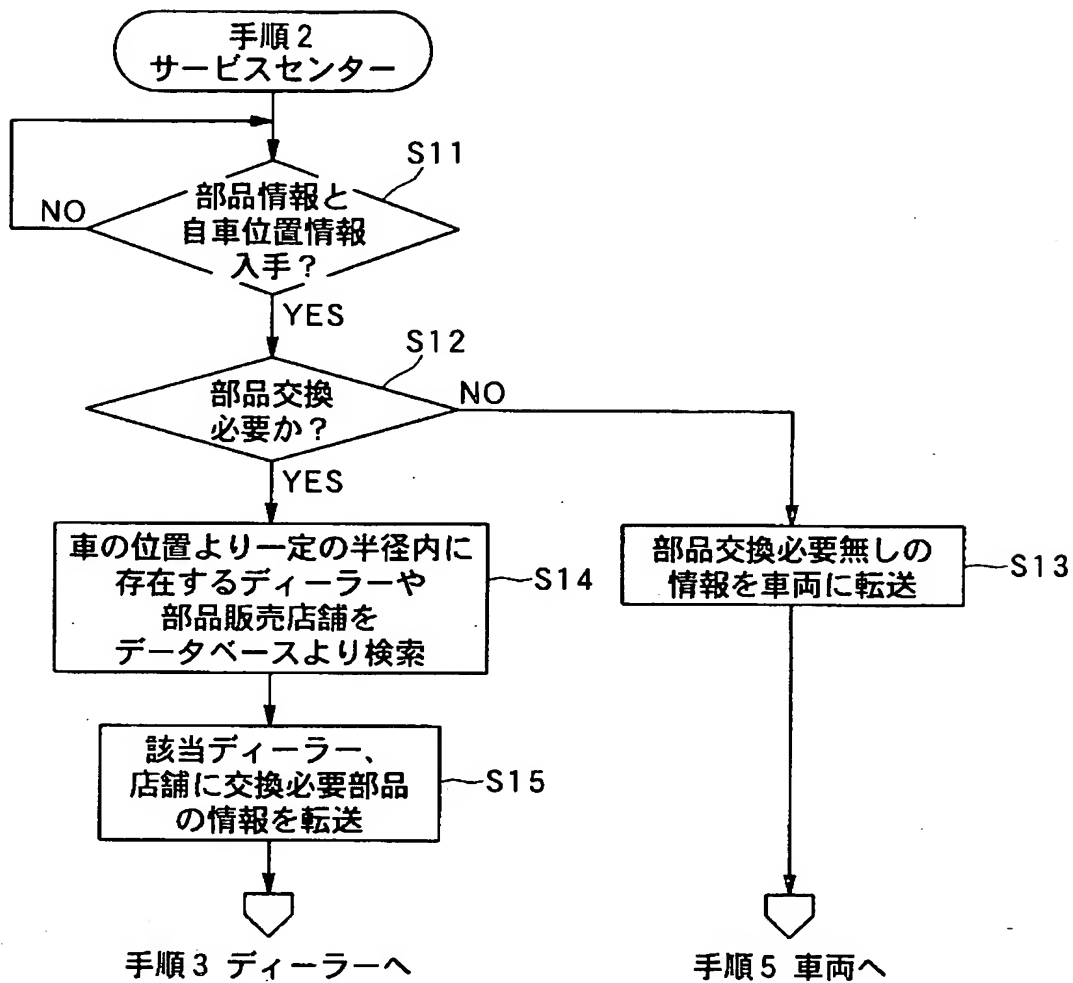 手順2
サービスセンター
S11
部品情報と
自車位置情報
入手?
NO
YES
S12
部品交換
必要か?
NO
YES
車の位置より一定の半径内に
存在するディーラーや
部品販売店舗を
データベースより検索
S14
部品交換必要無しの
情報を車両に転送
S13
該当ディーラー、
店舗に交換必要部品
の情報を転送
S15
手順3 ディーラーへ
手順5 車両へ